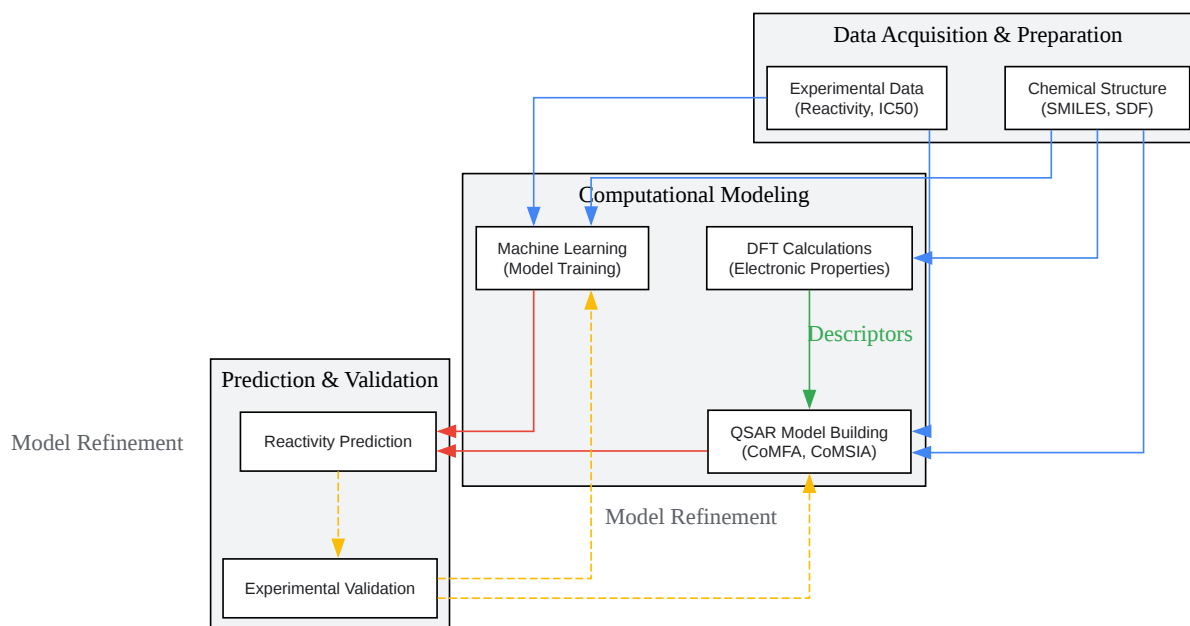 Data Acquisition & Preparation
Experimental Data
(Reactivity, IC50)
Chemical Structure
(SMILES, SDF)
Computational Modeling
Machine Learning
(Model Training)
DFT Calculations
(Electronic Properties)
Descriptors
Prediction & Validation
Reactivity Prediction
Model Refinement
QSAR Model Building
(CoMFA, CoMSIA)
Model Refinement
Experimental Validation